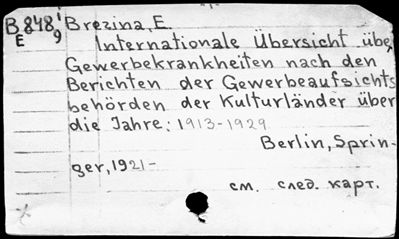 B 848, i Brezina, E.
E 9 Internationale Übersicht übe,
Gewerbekrankheiten nach den
Berichten der Gewerbeaufsichts
behörden der Kulturländer über
die Jahre: 1913-1929
Berlin, Sprin-
ger, 1921-
см. след. карт.